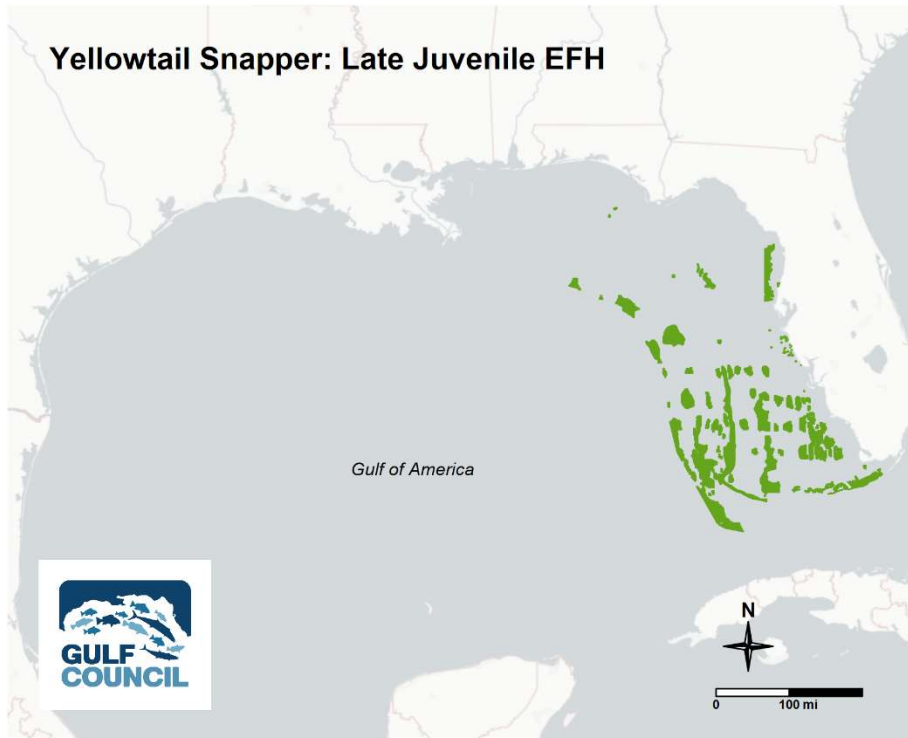 Yellowtail Snapper: Late Juvenile EFH
Gulf of America
GULF
COUNCIL
N
0 100 mi